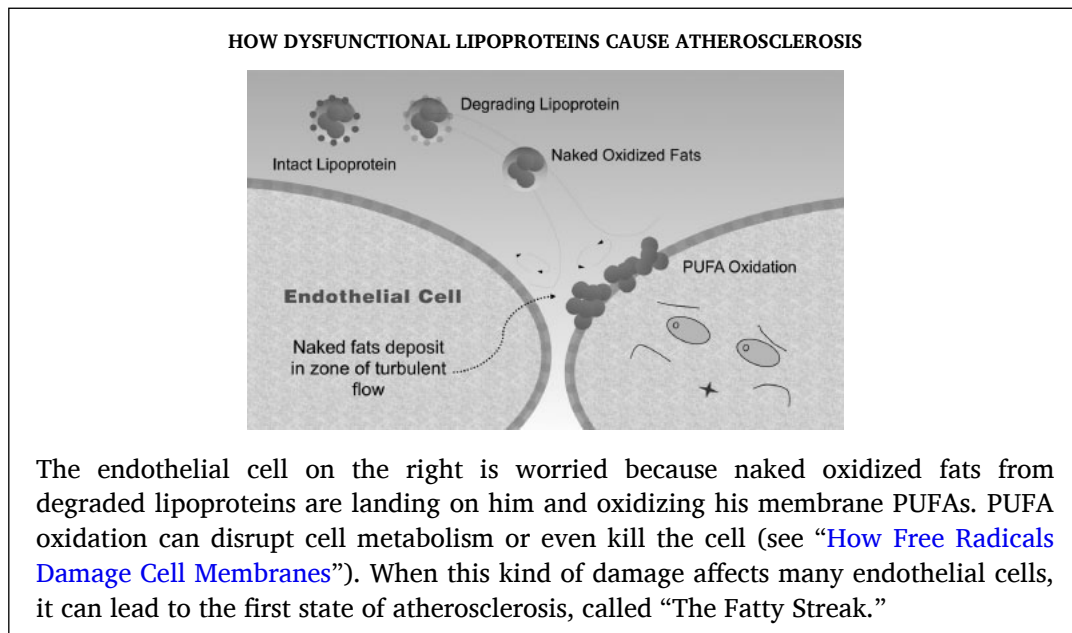 HOW DYSFUNCTIONAL LIPOPROTEINS CAUSE ATHEROSCLEROSIS
Degrading Lipoprotein
Intact Lipoprotein
Naked Oxidized Fats
PUFA Oxidation
Endothelial Cell
Naked fats deposit
in zone of turbulent
flow
The endothelial cell on the right is worried because naked oxidized fats from
degraded lipoproteins are landing on him and oxidizing his membrane PUFAs. PUFA
oxidation can disrupt cell metabolism or even kill the cell (see “How Free Radicals
Damage Cell Membranes”). When this kind of damage affects many endothelial cells,
it can lead to the first state of atherosclerosis, called “The Fatty Streak.”